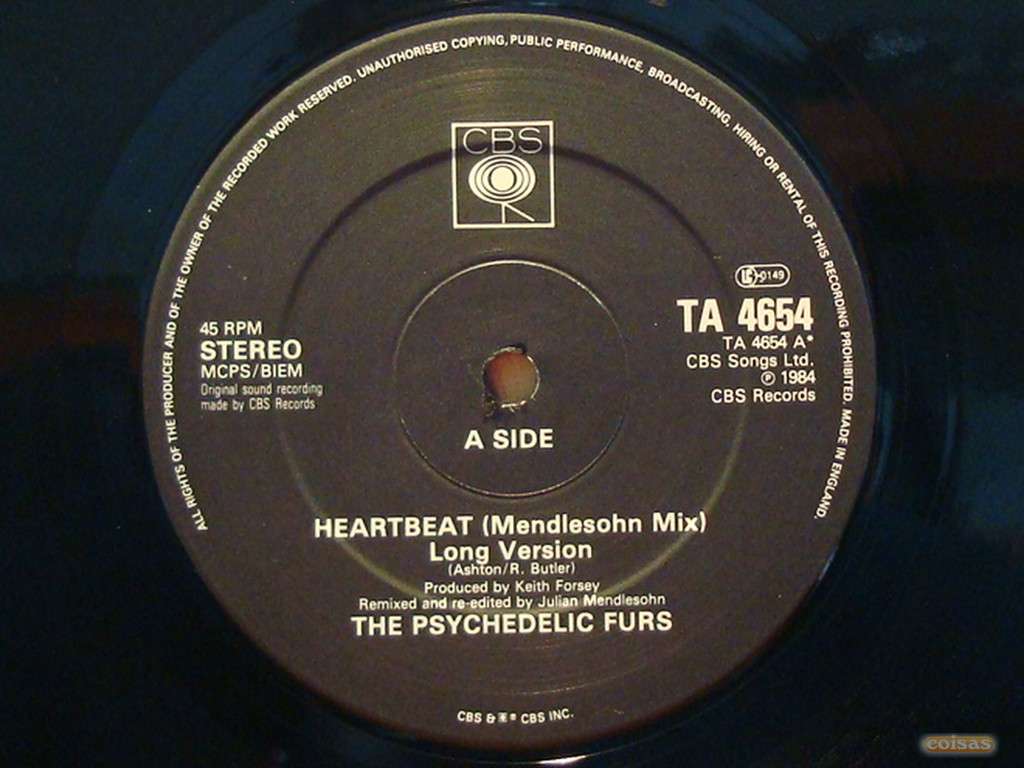 ALL RIGHTS OF THE PRODUCER AND OF THE OWNER OF THE RECORDED WORK RESERVED. UNAUTHORISED COPYING, PUBLIC PERFORMANCE, BROADCASTING, HIRING OR RENTAL OF THIS RECORDING PROHIBITED. MADE IN ENGLAND.
CBS
LC-0149
45 RPM
STEREO
MCPS/BIEM
Original sound recording
made by CBS Records
TA 4654
TA 4654 A*
CBS Songs Ltd.
℗ 1984
CBS Records
A SIDE
HEARTBEAT (Mendlesohn Mix)
Long Version
(Ashton/R. Butler)
Produced by Keith Forsey
Remixed and re-edited by Julian Mendlesohn
THE PSYCHEDELIC FURS
CBS & ® CBS INC.
coisas